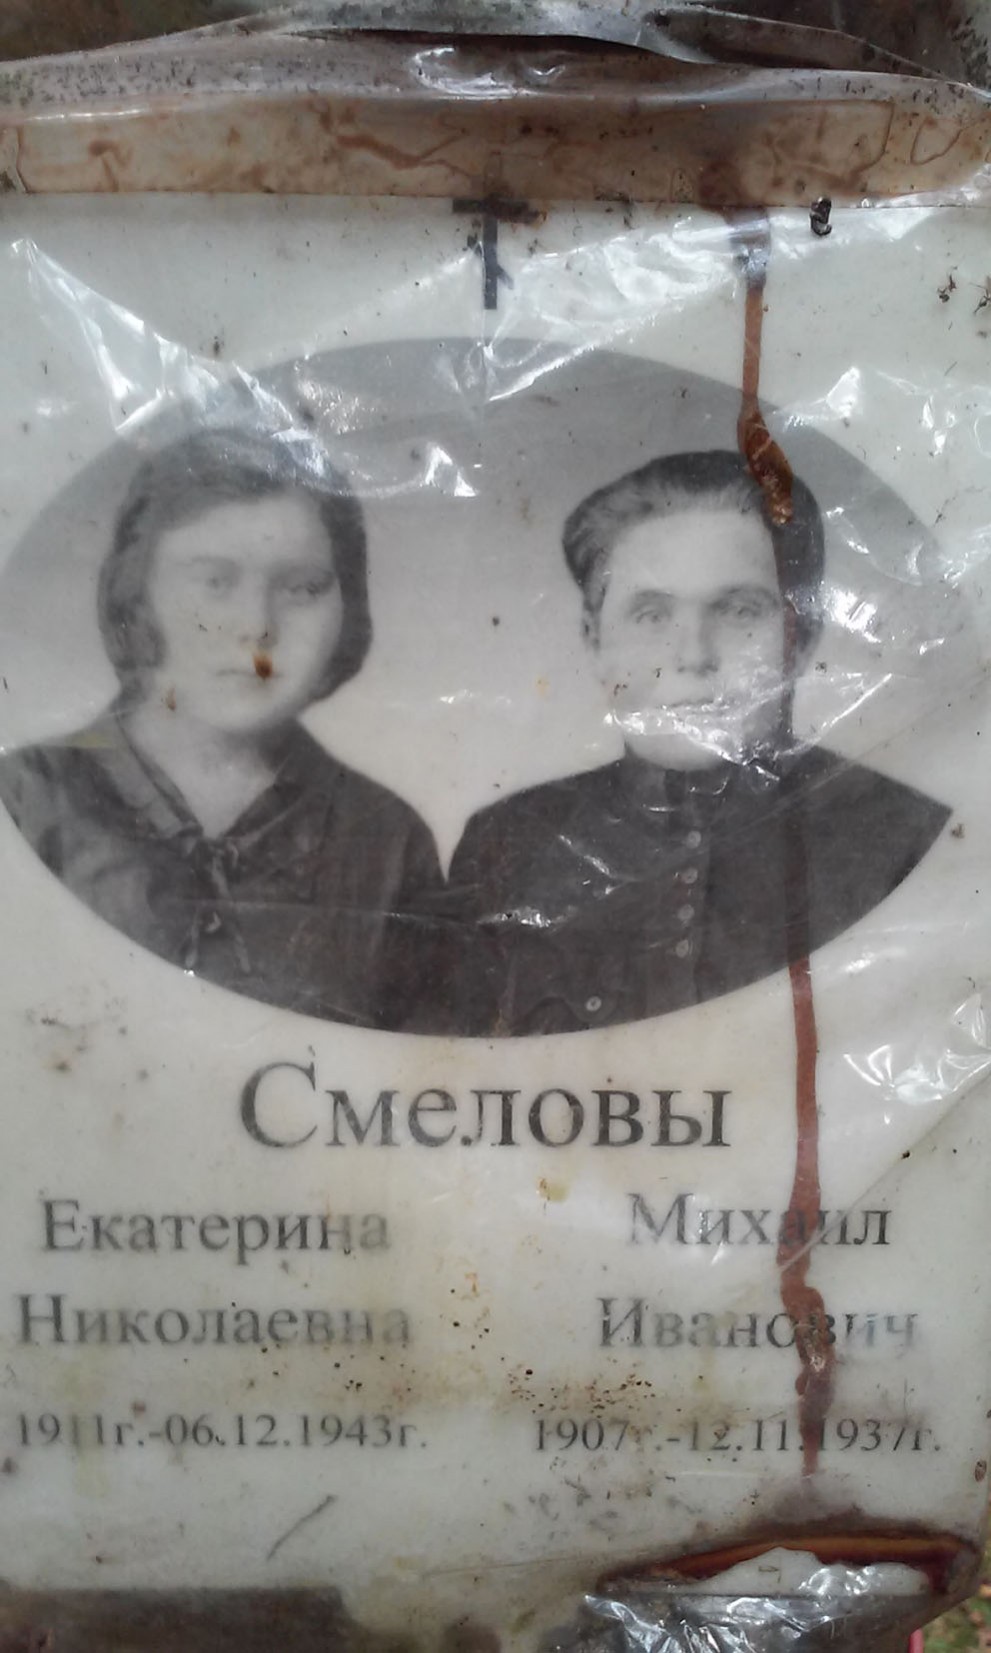 Смеловы
Екатерина Михаил
Николаевна Иванович
1911г.-06.12.1943г. 1907г.-12.11.1937г.